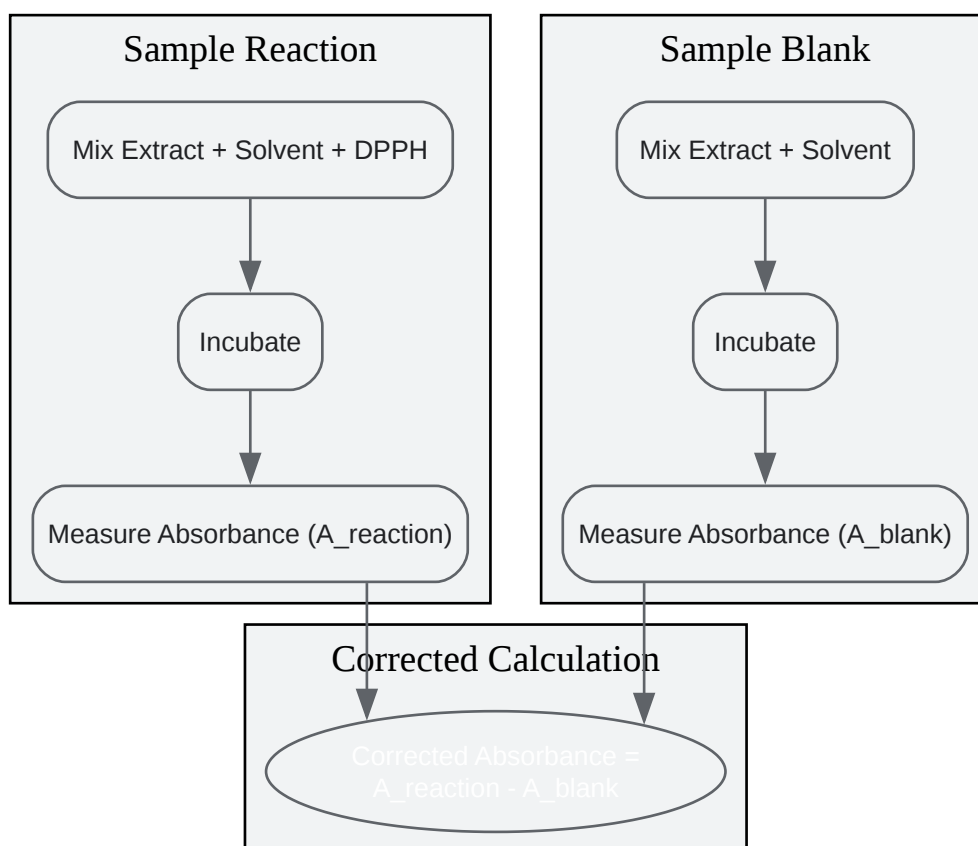 Sample Reaction
Mix Extract + Solvent + DPPH
Incubate
Measure Absorbance (A_reaction)
Sample Blank
Mix Extract + Solvent
Incubate
Measure Absorbance (A_blank)
Corrected Calculation
Corrected Absorbance =
A_reaction - A_blank